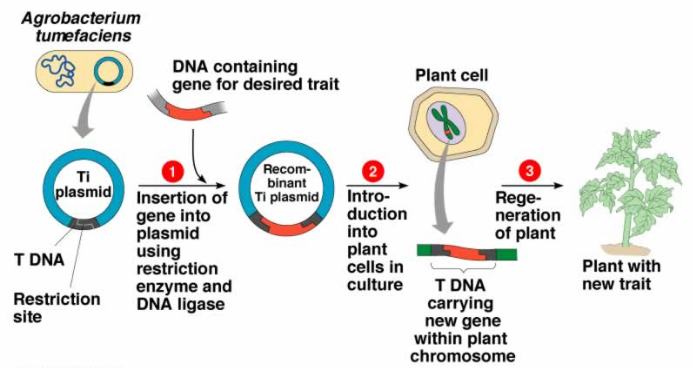 Agrobacterium
tumefaciens
DNA containing
gene for desired trait
Plant cell
Ti
plasmid
1
Insertion of
gene into
plasmid
using
restriction
enzyme and
DNA ligase
Recom-
binant
Ti plasmid
2
Intro-
duction
into
plant
cells in
culture
3
Rege-
neration
of plant
T DNA
Restriction
site
T DNA
carrying
new gene
within plant
chromosome
Plant with
new trait